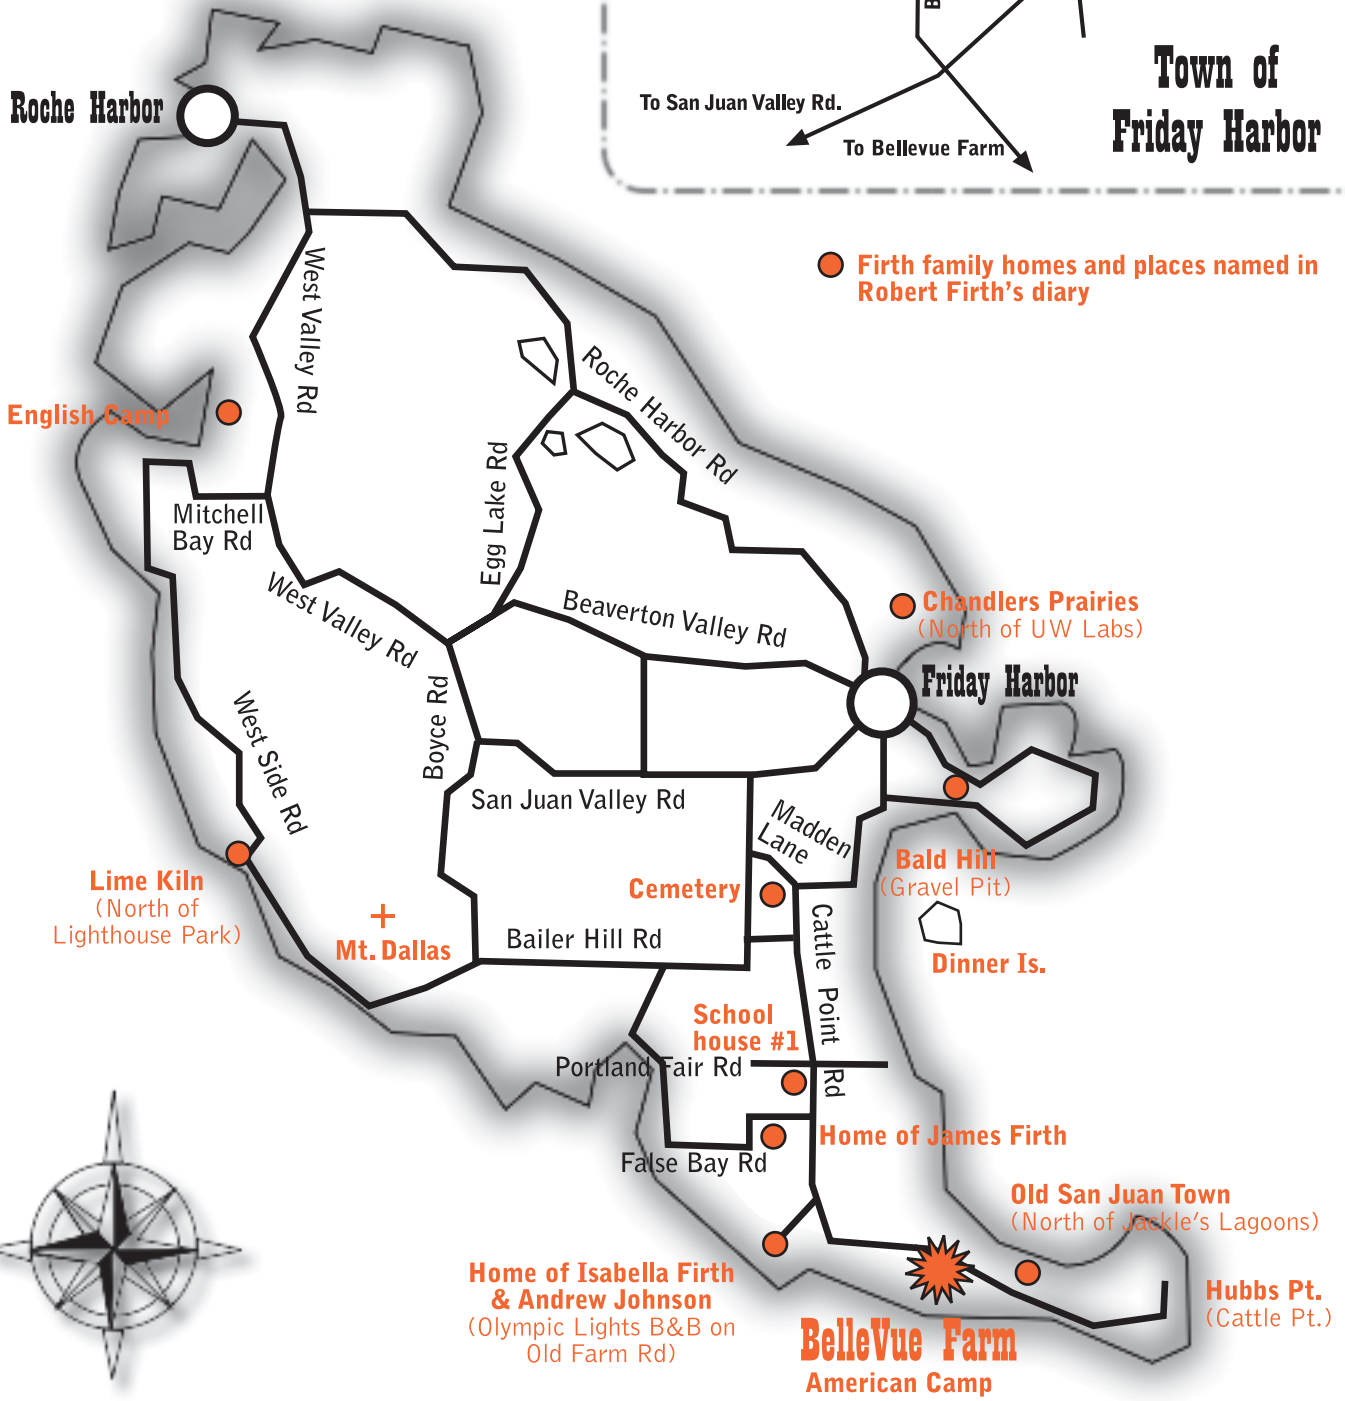 B
Town of
Friday Harbor
To San Juan Valley Rd.
To Bellevue Farm
Roche Harbor
Firth family homes and places named in
Robert Firth's diary
West Valley Rd
Roche Harbor Rd
English Camp
Egg Lake Rd
Mitchell
Bay Rd
West Valley Rd
Beaverton Valley Rd
Chandlers Prairies
(North of UW Labs)
Friday Harbor
Boyce Rd
West Side Rd
San Juan Valley Rd
Madden
Lane
Bald Hill
(Gravel Pit)
Lime Kiln
(North of
Lighthouse Park)
Cemetery
Mt. Dallas
Bailer Hill Rd
Cattle Point Rd
Dinner Is.
School
house #1
Portland Fair Rd
Home of James Firth
False Bay Rd
Old San Juan Town
(North of Jackle's Lagoons)
Home of Isabella Firth
& Andrew Johnson
(Olympic Lights B&B on
Old Farm Rd)
Hubbs Pt.
(Cattle Pt.)
BelleVue Farm
American Camp